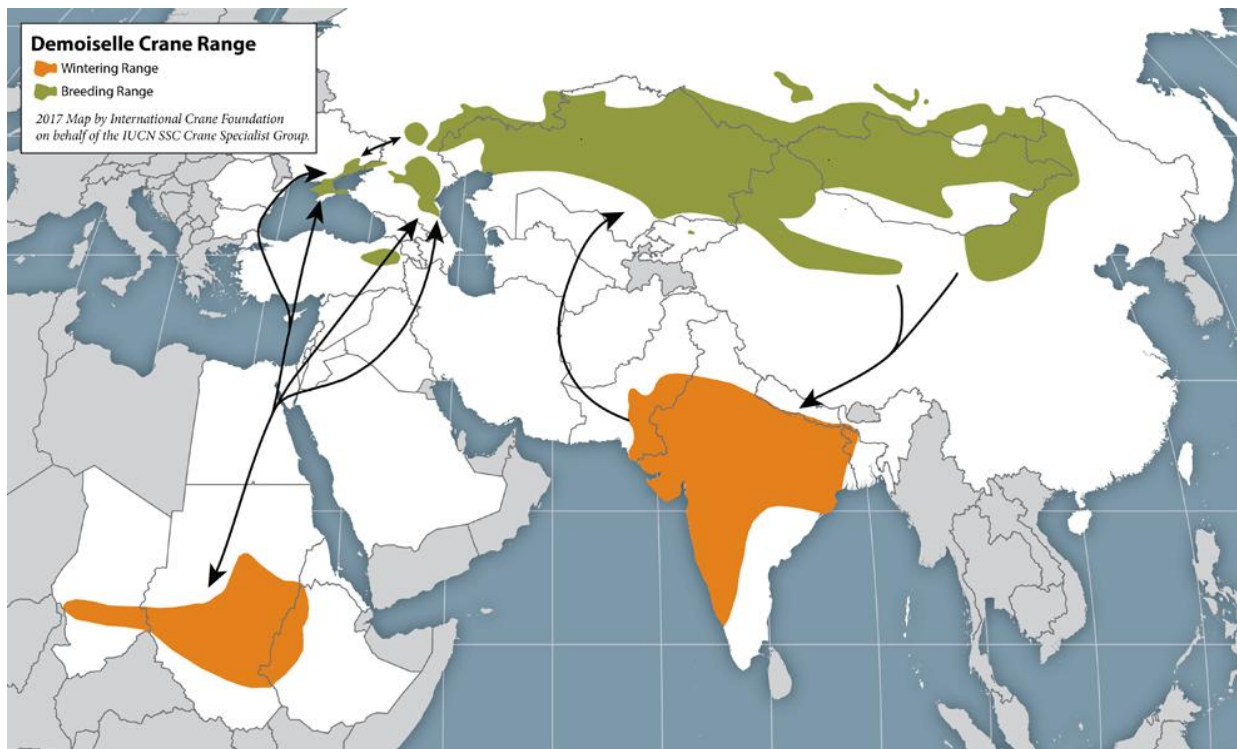 Demoiselle Crane Range
Wintering Range
Breeding Range
2017 Map by International Crane Foundation
on behalf of the IUCN SSC Crane Specialist Group.